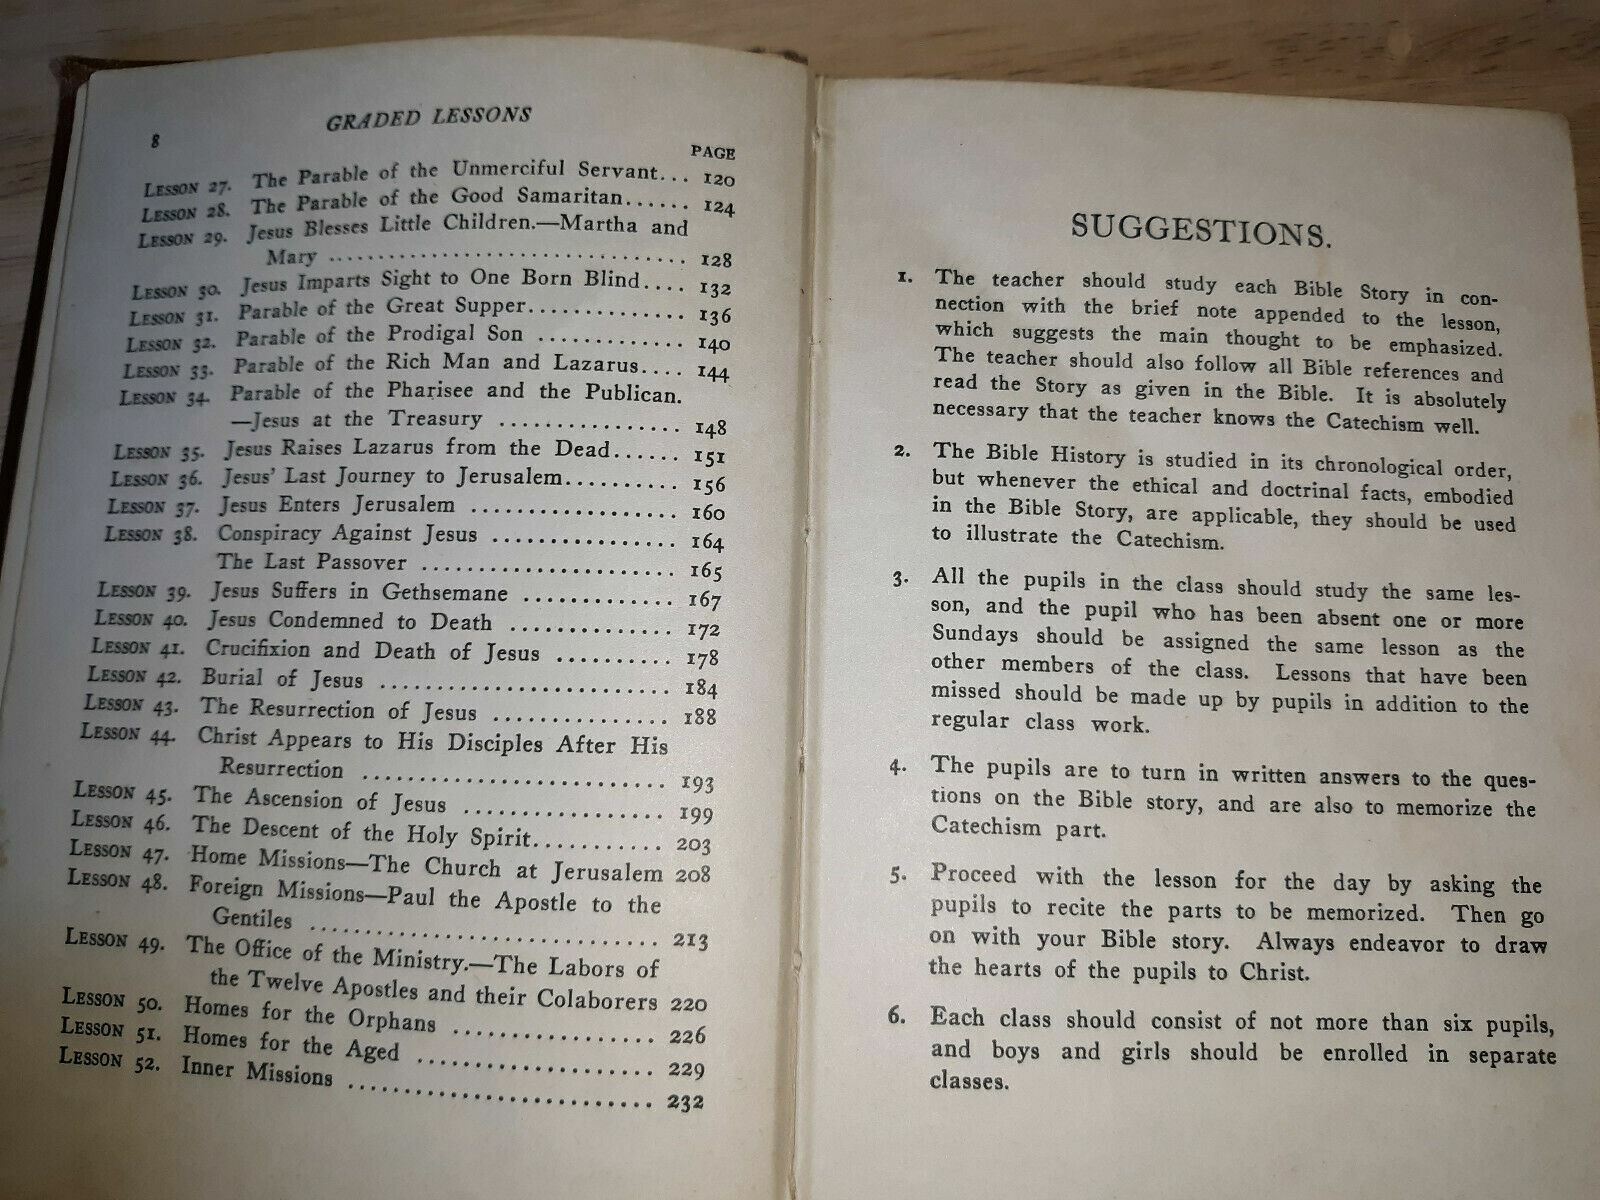 8
GRADED LESSONS
PAGE
LESSON 27. The Parable of the Unmerciful Servant... 120
LESSON 28. The Parable of the Good Samaritan...... 124
LESSON 29. Jesus Blesses Little Children.—Martha and
Mary .................................. 128
LESSON 30. Jesus Imparts Sight to One Born Blind.... 132
LESSON 31. Parable of the Great Supper.............. 136
LESSON 32. Parable of the Prodigal Son .............. 140
LESSON 33. Parable of the Rich Man and Lazarus.... 144
LESSON 34. Parable of the Pharisee and the Publican.
—Jesus at the Treasury ................ 148
LESSON 35. Jesus Raises Lazarus from the Dead...... 151
LESSON 36. Jesus' Last Journey to Jerusalem.......... 156
LESSON 37. Jesus Enters Jerusalem .................. 160
LESSON 38. Conspiracy Against Jesus ................ 164
The Last Passover ...................... 165
LESSON 39. Jesus Suffers in Gethsemane ............. 167
LESSON 40. Jesus Condemned to Death .............. 172
LESSON 41. Crucifixion and Death of Jesus .......... 178
LESSON 42. Burial of Jesus .......................... 184
LESSON 43. The Resurrection of Jesus ............... 188
LESSON 44. Christ Appears to His Disciples After His
Resurrection ........................... 193
LESSON 45. The Ascension of Jesus ................. 199
LESSON 46. The Descent of the Holy Spirit........... 203
LESSON 47. Home Missions—The Church at Jerusalem 208
LESSON 48. Foreign Missions—Paul the Apostle to the
Gentiles ............................... 213
LESSON 49. The Office of the Ministry.—The Labors of
the Twelve Apostles and their Colaborers 220
LESSON 50. Homes for the Orphans .................. 226
LESSON 51. Homes for the Aged ..................... 229
LESSON 52. Inner Missions ........................... 232
SUGGESTIONS.
1. The teacher should study each Bible Story in con-
nection with the brief note appended to the lesson,
which suggests the main thought to be emphasized.
The teacher should also follow all Bible references and
read the Story as given in the Bible. It is absolutely
necessary that the teacher knows the Catechism well.
2. The Bible History is studied in its chronological order,
but whenever the ethical and doctrinal facts, embodied
in the Bible Story, are applicable, they should be used
to illustrate the Catechism.
3. All the pupils in the class should study the same les-
son, and the pupil who has been absent one or more
Sundays should be assigned the same lesson as the
other members of the class. Lessons that have been
missed should be made up by pupils in addition to the
regular class work.
4. The pupils are to turn in written answers to the ques-
tions on the Bible story, and are also to memorize the
Catechism part.
5. Proceed with the lesson for the day by asking the
pupils to recite the parts to be memorized. Then go
on with your Bible story. Always endeavor to draw
the hearts of the pupils to Christ.
6. Each class should consist of not more than six pupils,
and boys and girls should be enrolled in separate
classes.